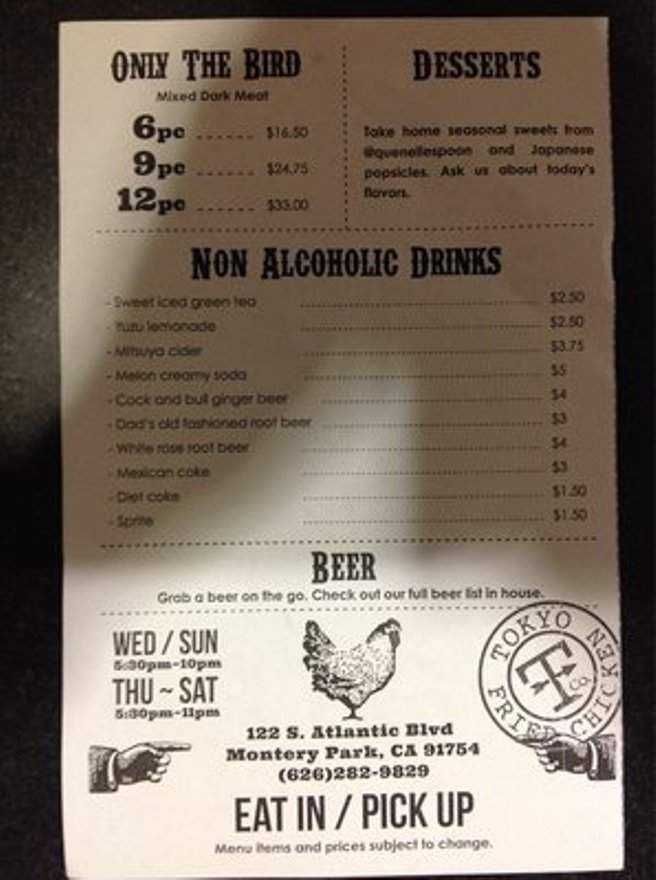 ONLY THE BIRD
Mixed Dark Meat
6pc ...... $16.50
9pc ...... $24.75
12pc ...... $33.00
DESSERTS
Take home seasonal sweets from
@quenellespoon and Japanese
popsicles. Ask us about today's
flavors.
NON ALCOHOLIC DRINKS
- Sweet iced green tea $2.50
- Yuzu lemonade $2.50
- Mitsuya cider $3.75
- Melon creamy soda $5
- Cock and bull ginger beer $4
- Dad's old fashioned root beer $3
- White rose root beer $4
- Mexican coke $3
- Diet coke $1.50
- Sprite $1.50
BEER
Grab a beer on the go. Check out our full beer list in house.
WED / SUN
5:30pm-10pm
THU ~ SAT
5:30pm-11pm
TOKYO
FRIED CHICKEN
TF Co.
122 S. Atlantic Blvd
Montery Park, CA 91754
(626)282-9829
EAT IN / PICK UP
Menu items and prices subject to change.